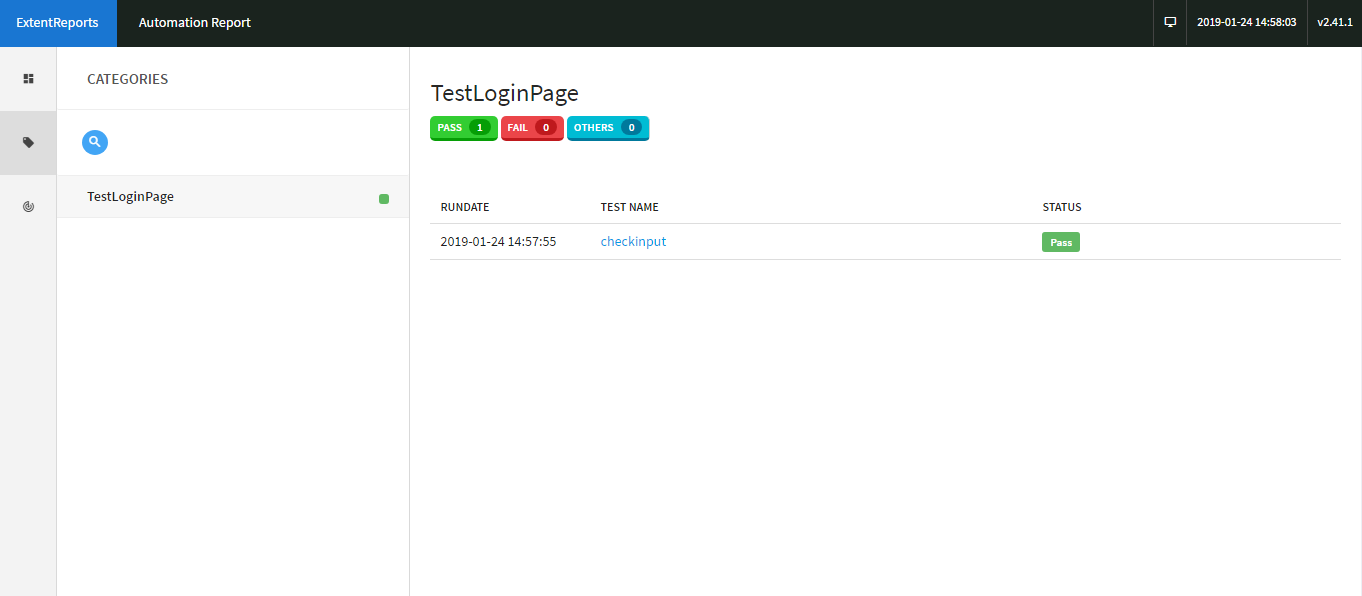 ExtentReports
Automation Report
2019-01-24 14:58:03
v2.41.1
CATEGORIES
TestLoginPage
TestLoginPage
PASS 1 FAIL 0 OTHERS 0
RUNDATE TEST NAME STATUS
2019-01-24 14:57:55 checkinput Pass